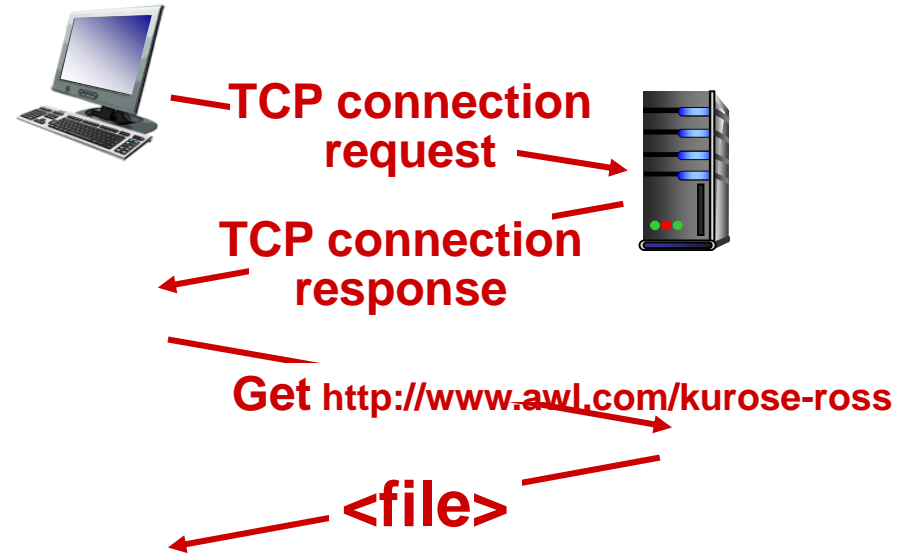 TCP connection
request
TCP connection
response
Get http://www.awl.com/kurose-ross
<file>